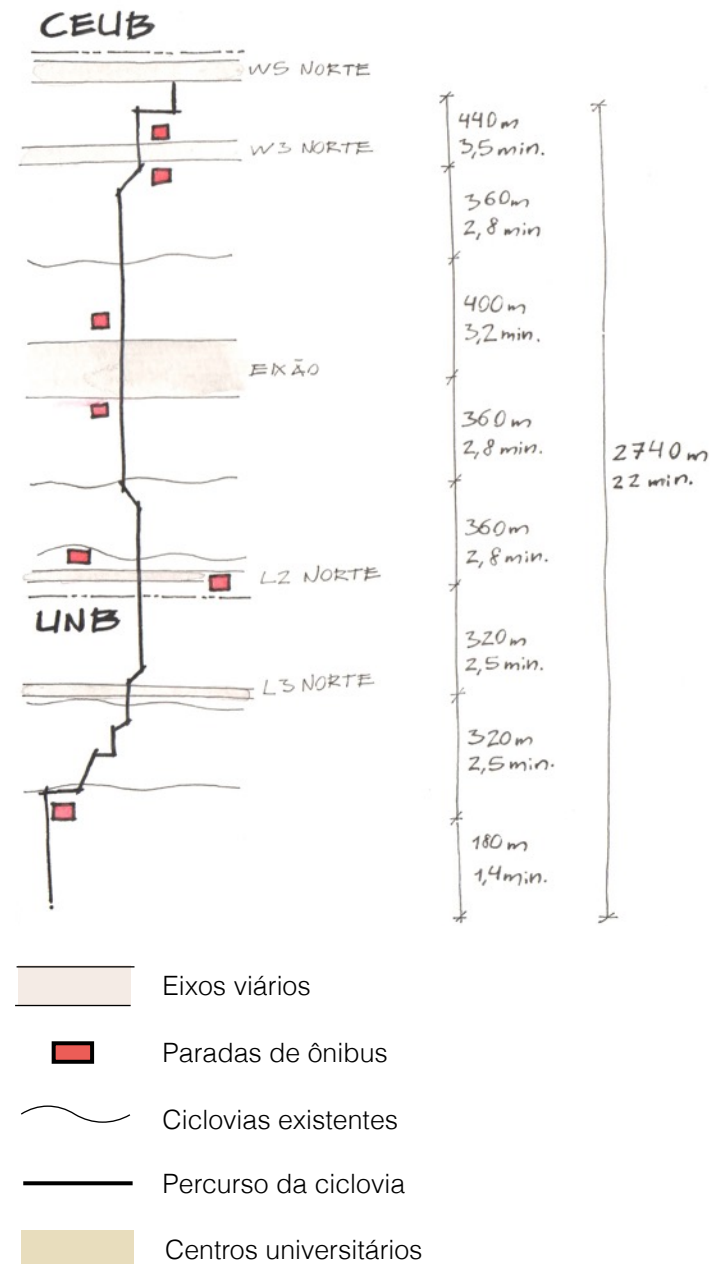 CEUB
W5 NORTE
W3 NORTE
EIXÃO
L2 NORTE
UNB
L3 NORTE
440m
3,5 min.
360m
2,8 min
400m
3,2 min.
360m
2,8 min.
360m
2,8 min.
320m
2,5 min.
320m
2,5 min.
180m
1,4 min.
2740m
22 min.
Eixos viários
Paradas de ônibus
Ciclovias existentes
Percurso da ciclovia
Centros universitários